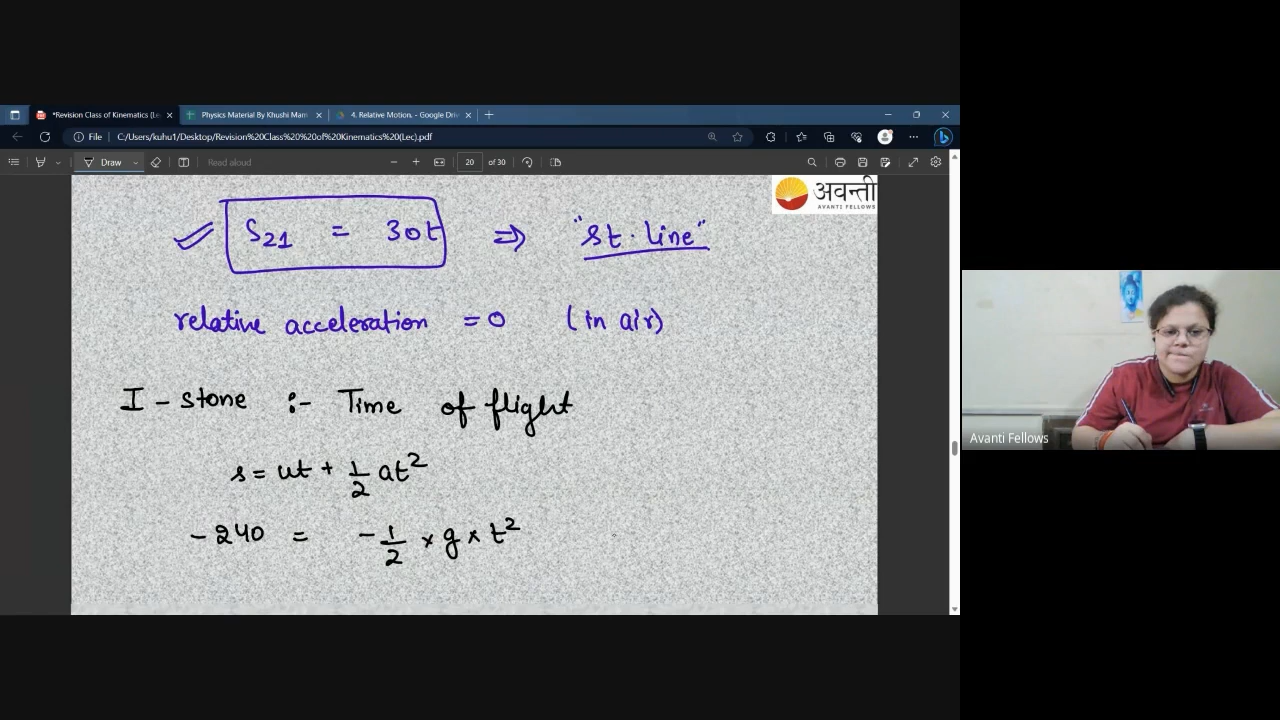 *Revision Class of Kinematics (Le
Physics Material By Khushi Mam
4. Relative Motion. - Google Driv
File
C:/Users/kuhu1/Desktop/Revision%20Class%20%20of%20Kinematics%20(Lec).pdf
Draw
Read aloud
20 of 30
अवन्ती
AVANTI FELLOWS
S₂₁ = 30t ⇒ "st. line"
relative acceleration = 0 (in air)
I - stone :- Time of flight
s = ut + 1/2 at²
- 240 = - 1/2 × g × t²
Avanti Fellows